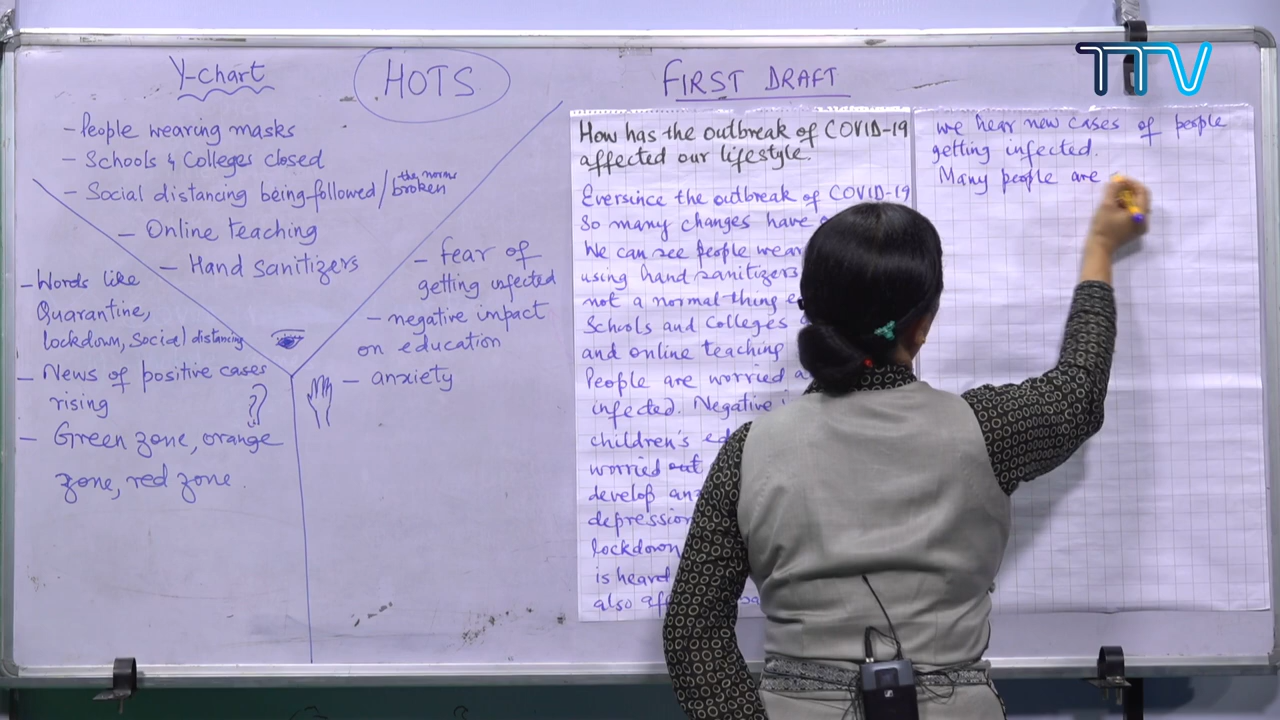 Y-chart
HOTS
- People wearing masks
- Schools & Colleges closed
- Social distancing being followed/ the norms broken
- Online teaching
- Hand sanitizers
- Words like
Quarantine,
lockdown, Social distancing
- News of positive cases
rising
- Green zone, orange
zone, red zone.
- fear of
getting infected
- negative impact
on education
- anxiety
FIRST DRAFT
How has the outbreak of COVID-19
affected our lifestyle.
Eversince the outbreak of COVID-19
So many changes have
We can see people wear
using hand sanitizers
not a normal thing
Schools and Colleges
and online teaching
People are worried
infected. Negative
children's
worried out
develop
depression
lockdown
is heard
also
we hear new cases of people
getting infected.
Many people are
TTV